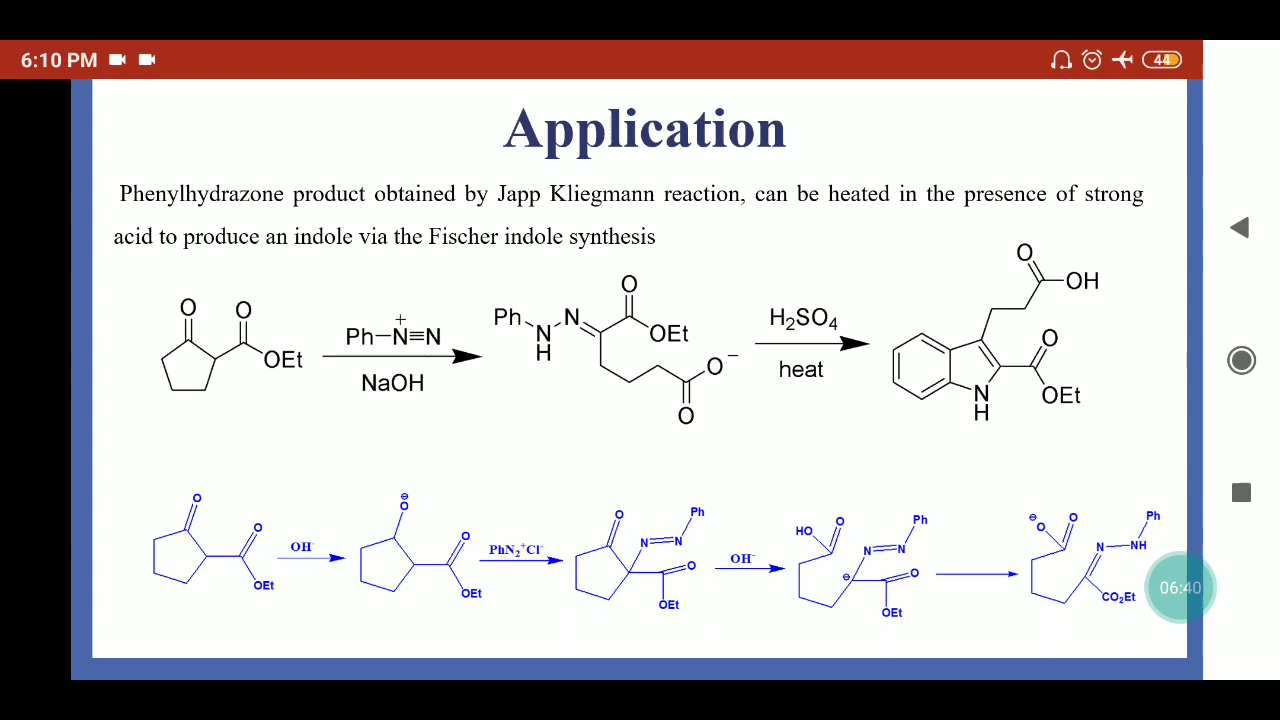 6:10 PM 44
Application
Phenylhydrazone product obtained by Japp Kliegmann reaction, can be heated in the presence of strong
acid to produce an indole via the Fischer indole synthesis
O O OEt
Ph–N≡N +
NaOH
Ph N H N O OEt O – O
H2SO4
heat
O OH O OEt N H
O O OEt
OH-
⊖ O O OEt
PhN2+Cl-
O N N Ph O OEt
OH-
HO O N N Ph ⊖ O OEt
⊖ O O N NH Ph CO2Et
06:40